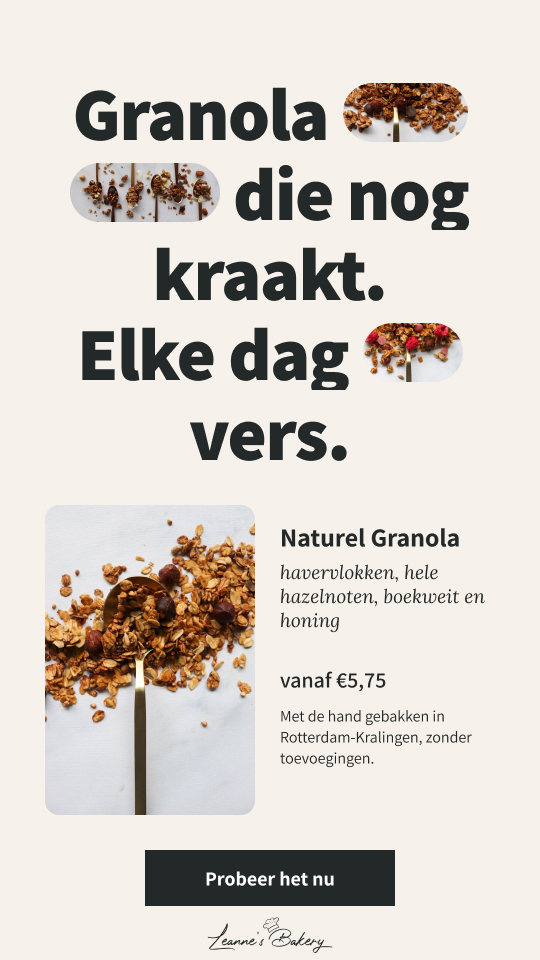 Granola
die nog
kraakt.
Elke dag
vers.
Naturel Granola
havervlokken, hele
hazelnoten, boekweit en
honing
vanaf €5,75
Met de hand gebakken in
Rotterdam-Kralingen, zonder
toevoegingen.
Probeer het nu
Leanne's Bakery